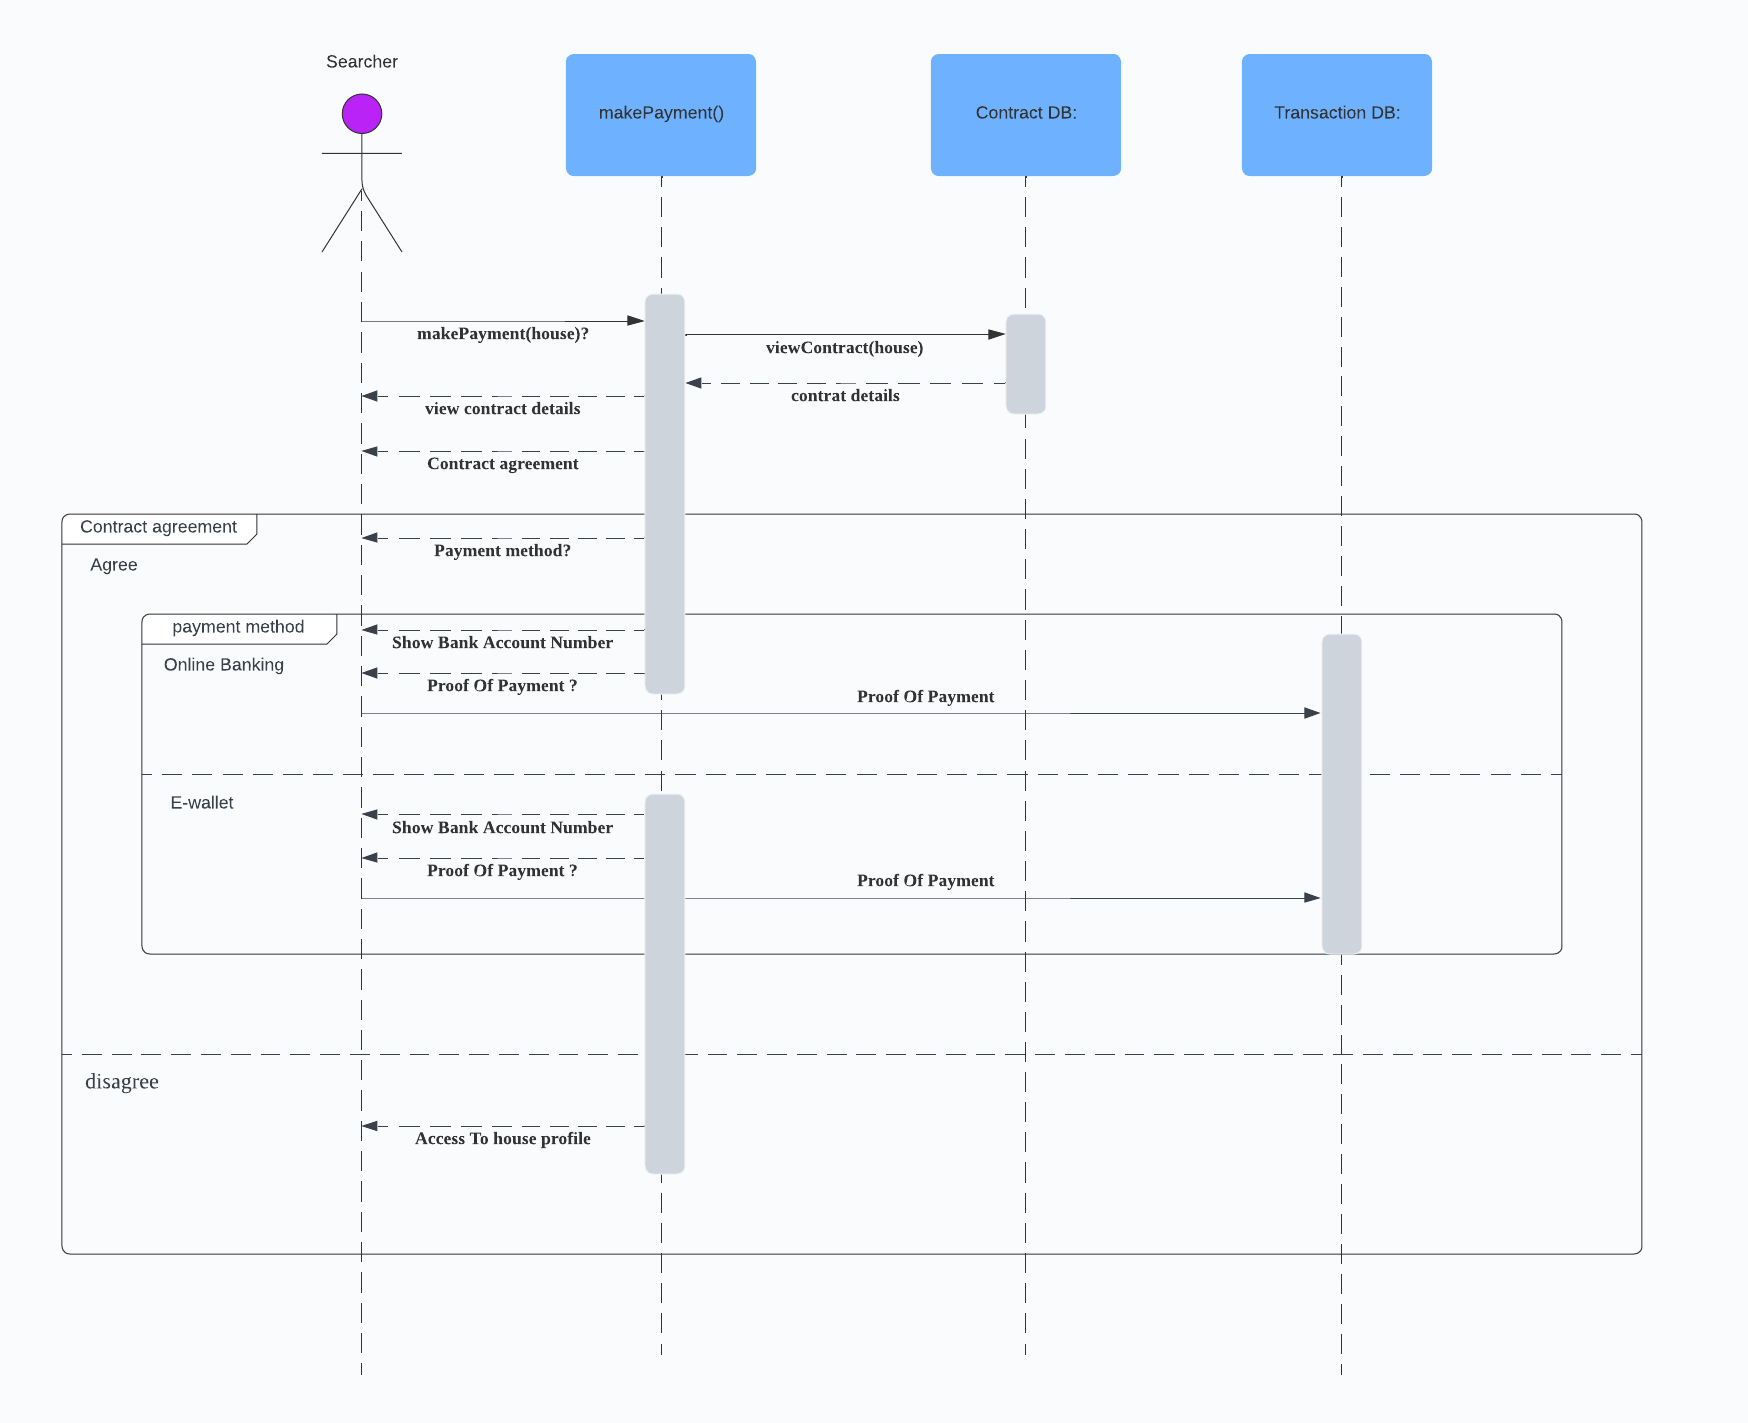 Searcher
makePayment()
Contract DB:
Transaction DB:
makePayment(house)?
viewContract(house)
contrat details
view contract details
Contract agreement
Contract agreement
Payment method?
Agree
payment method
Show Bank Account Number
Online Banking
Proof Of Payment ?
Proof Of Payment
E-wallet
Show Bank Account Number
Proof Of Payment ?
Proof Of Payment
disagree
Access To house profile